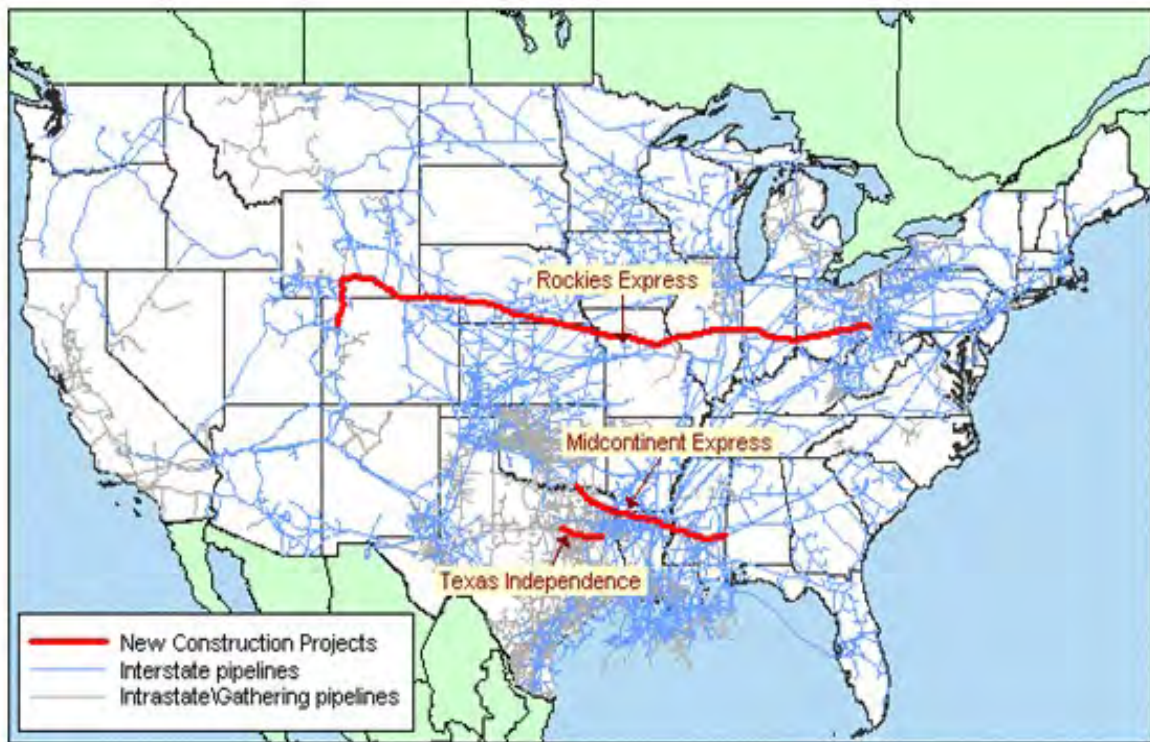 Rockies Express
Midcontinent Express
Texas Independence
New Construction Projects
Interstate pipelines
Intrastate\Gathering pipelines